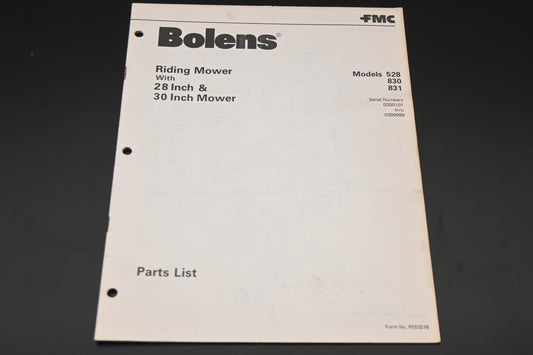 FMC
Bolens®
Riding Mower
With
28 Inch &
30 Inch Mower
Models 528
830
831
Serial Numbers
0200101
thru
0299999
Parts List
Form No. P553278